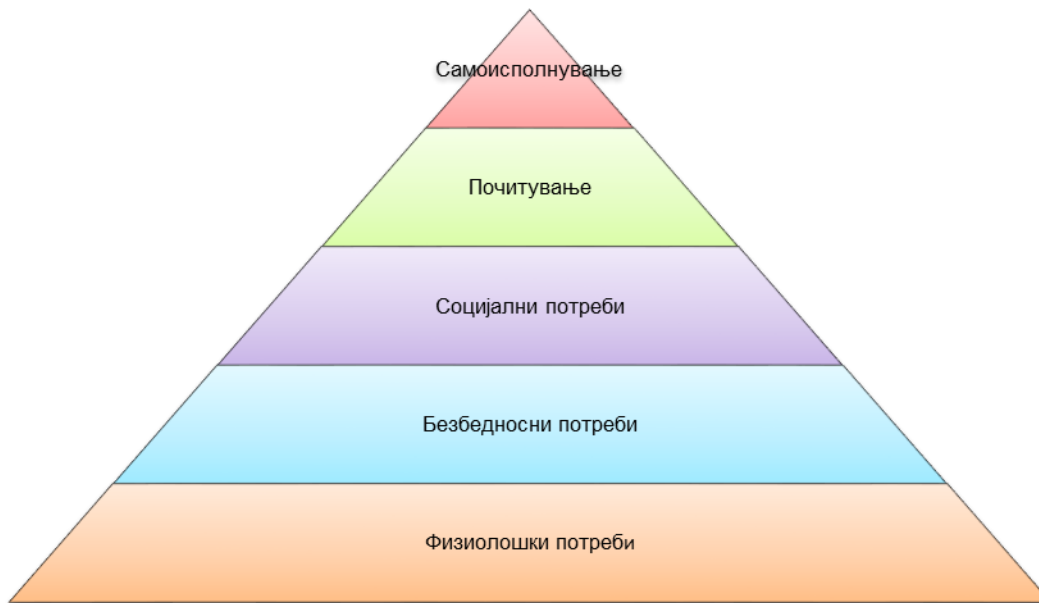 Самоисполнување
Почитување
Социјални потреби
Безбедносни потреби
Физиолошки потреби